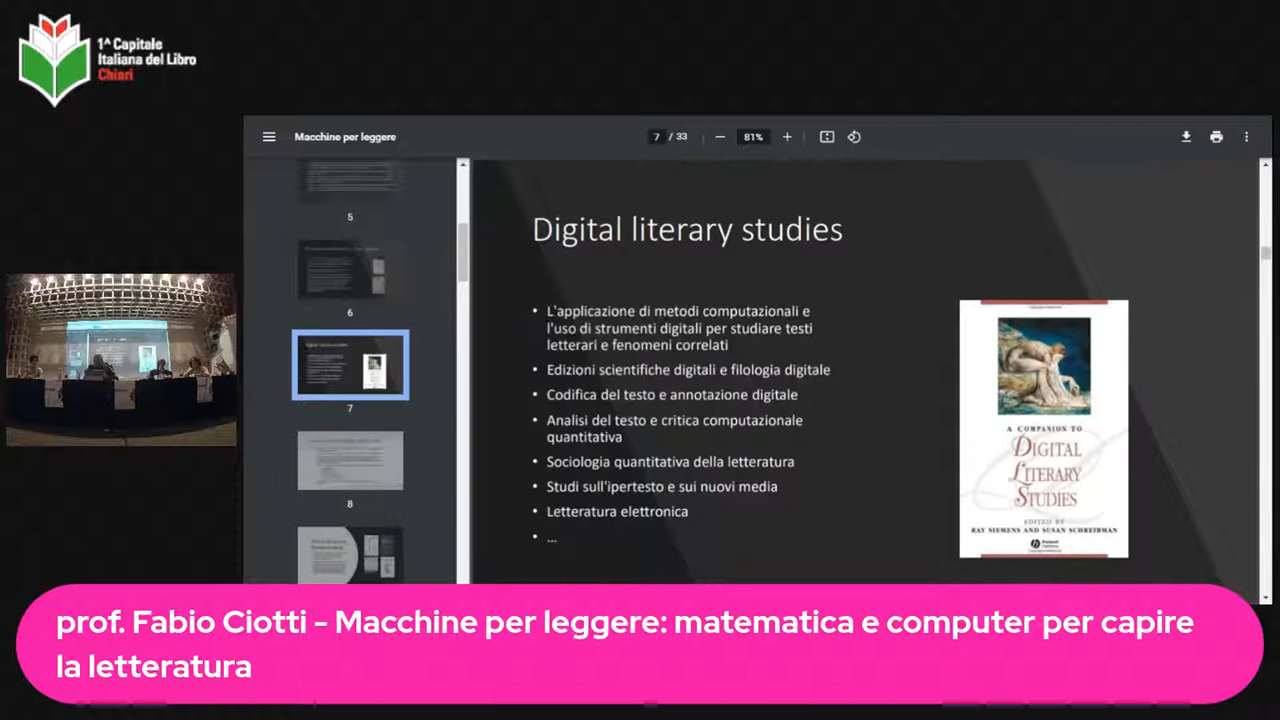 1^ Capitale
Italiana del Libro
Chiari
Macchine per leggere
7 / 33
81%
5
6
7
8
Digital literary studies
• L'applicazione di metodi computazionali e
l'uso di strumenti digitali per studiare testi
letterari e fenomeni correlati
• Edizioni scientifiche digitali e filologia digitale
• Codifica del testo e annotazione digitale
• Analisi del testo e critica computazionale
quantitativa
• Sociologia quantitativa della letteratura
• Studi sull'ipertesto e sui nuovi media
• Letteratura elettronica
• ...
A COMPANION TO
DIGITAL
LITERARY
STUDIES
EDITED BY
RAY SIEMENS AND SUSAN SCHREIBMAN
prof. Fabio Ciotti - Macchine per leggere: matematica e computer per capire
la letteratura